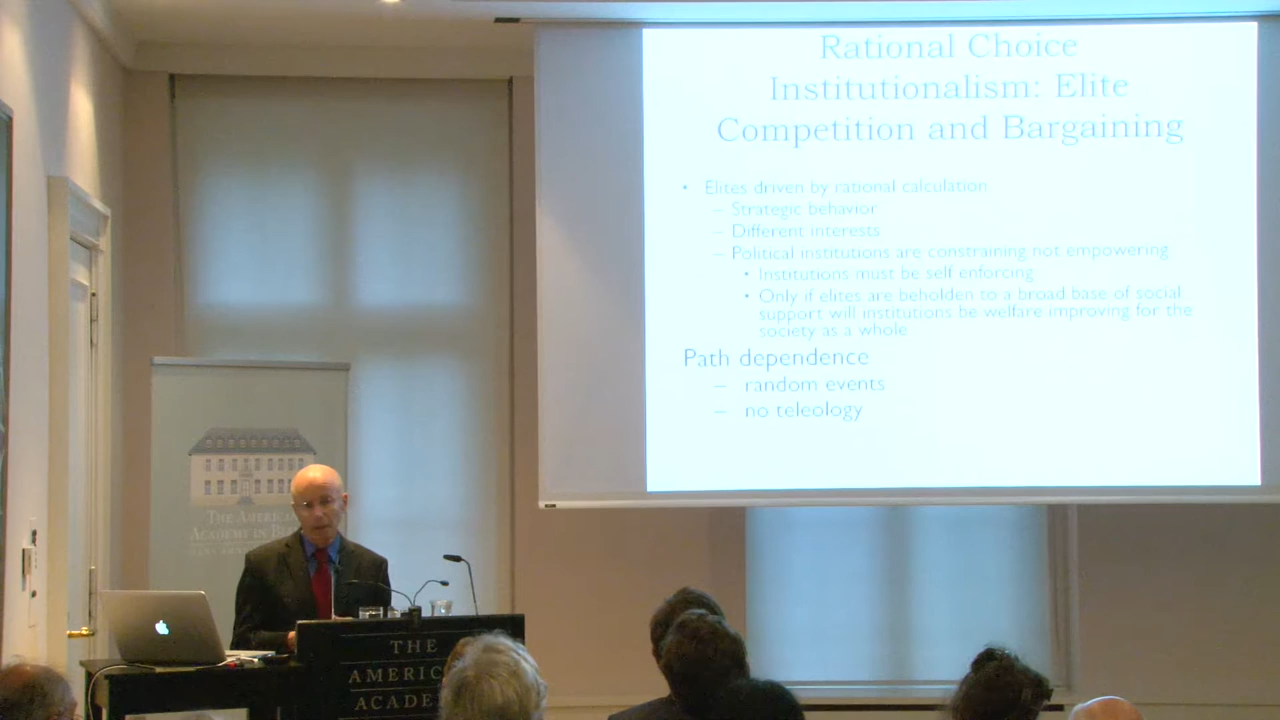 Rational Choice
Institutionalism: Elite
Competition and Bargaining
• Elites driven by rational calculation
– Strategic behavior
– Different interests
– Political institutions are constraining not empowering
• Institutions must be self enforcing
• Only if elites are beholden to a broad base of social
support will institutions be welfare improving for the
society as a whole
Path dependence
– random events
– no teleology
THE AMERICAN
ACADEMY IN
THE
AMERIC
ACADE